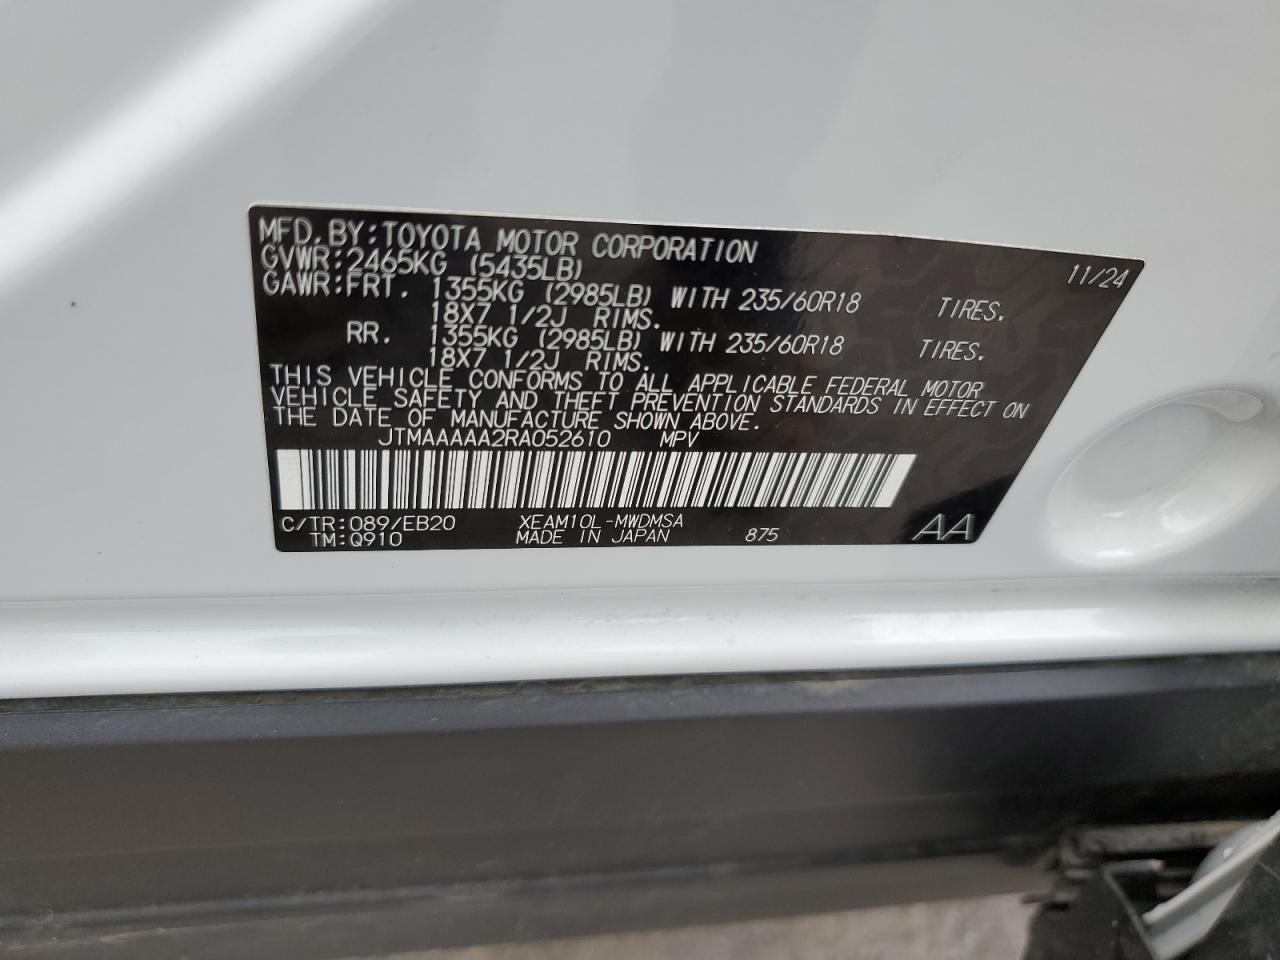 MFD. BY: TOYOTA MOTOR CORPORATION 11/24
GVWR: 2465KG (5435LB)
GAWR: FRT. 1355KG (2985LB) WITH 235/60R18 TIRES.
18X7 1/2J RIMS.
RR. 1355KG (2985LB) WITH 235/60R18 TIRES.
18X7 1/2J RIMS.
THIS VEHICLE CONFORMS TO ALL APPLICABLE FEDERAL MOTOR
VEHICLE SAFETY AND THEFT PREVENTION STANDARDS IN EFFECT ON
THE DATE OF MANUFACTURE SHOWN ABOVE.
JTMAAAAA2RA052610 MPV
C/TR: 089/EB20 XEAM10L-MWDMSA
TM: Q910 MADE IN JAPAN 875 AA